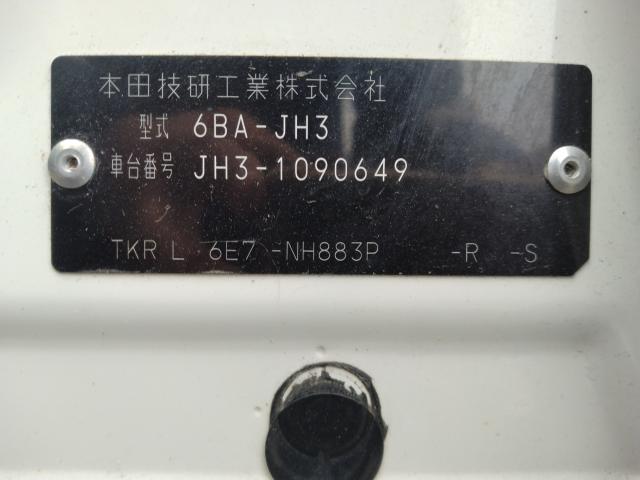 本田技研工業株式会社
型式 6BA-JH3
車台番号 JH3-1090649
TKR L 6E7 -NH883P -R -S